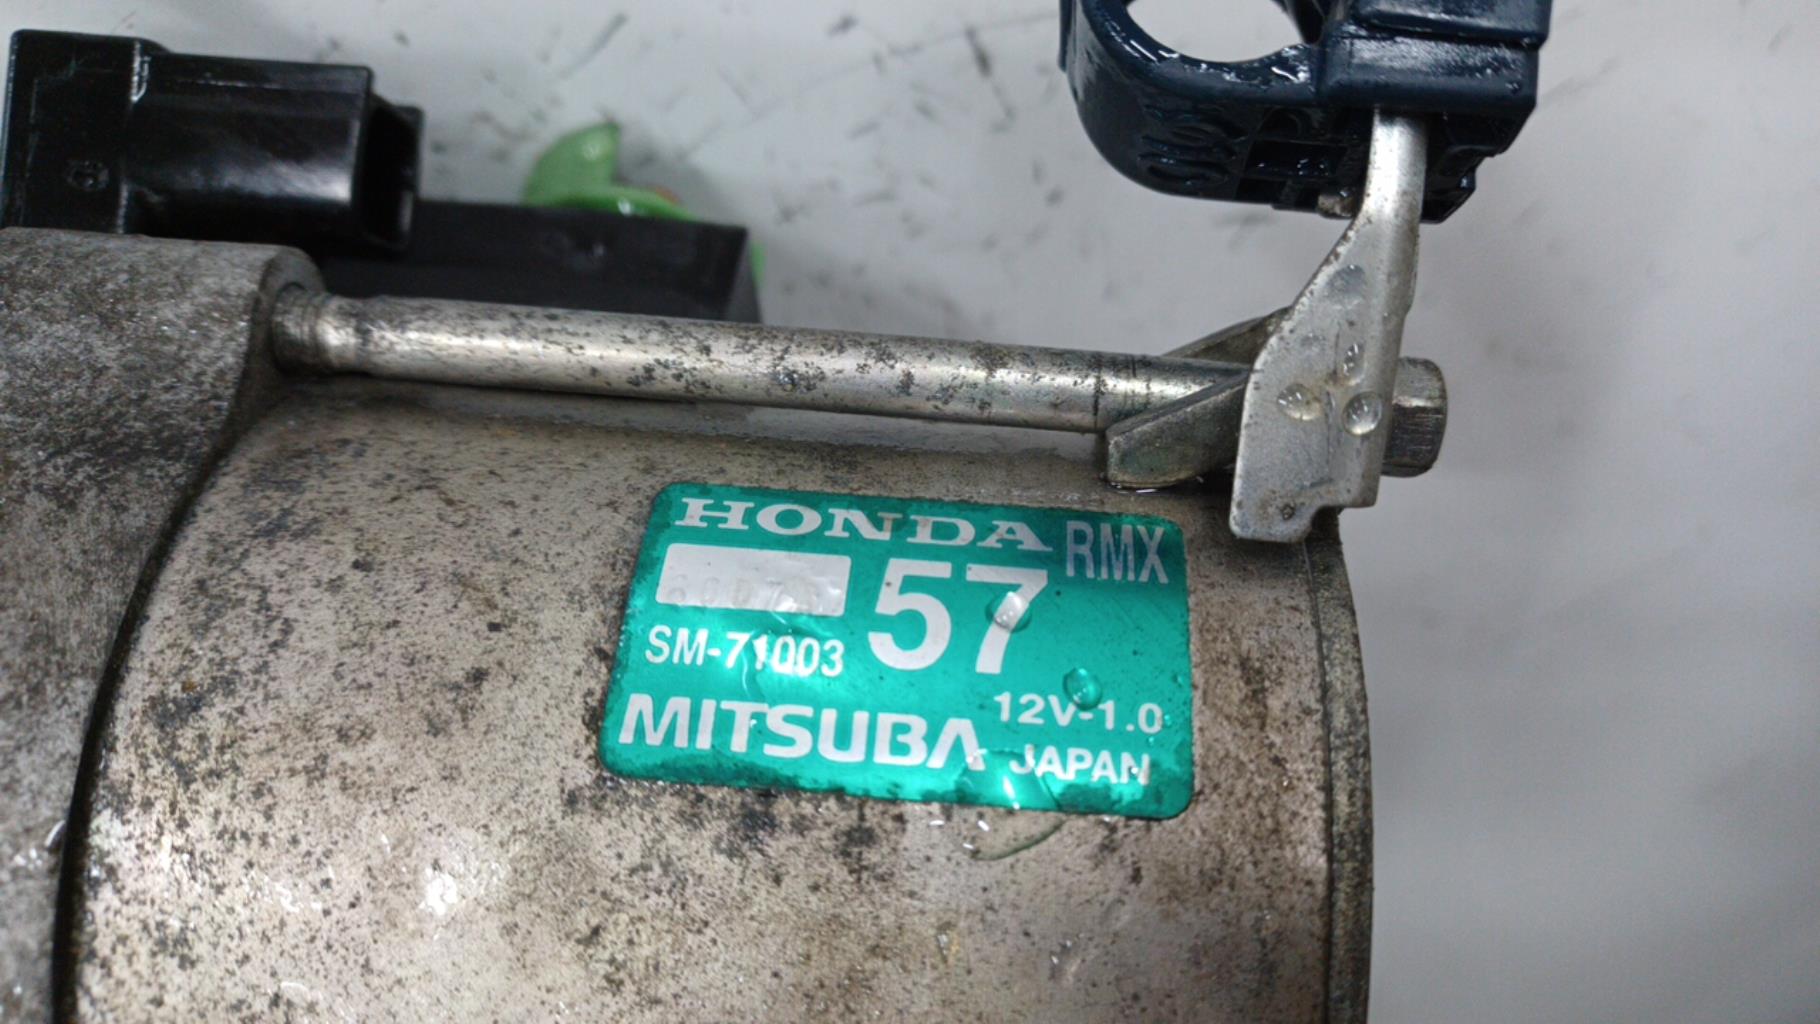 HONDA RMX
57
SM-71003
12V-1.0
MITSUBA JAPAN